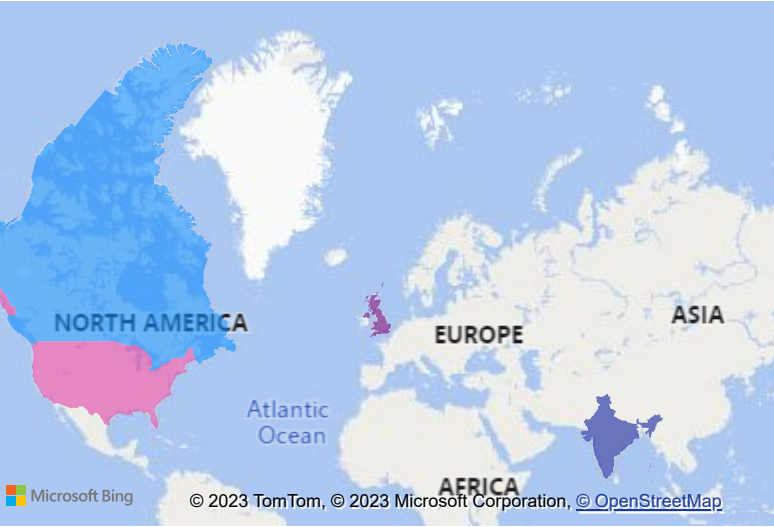 NORTH AMERICA
EUROPE
ASIA
Atlantic
Ocean
AFRICA
Microsoft Bing
© 2023 TomTom, © 2023 Microsoft Corporation, © OpenStreetMap